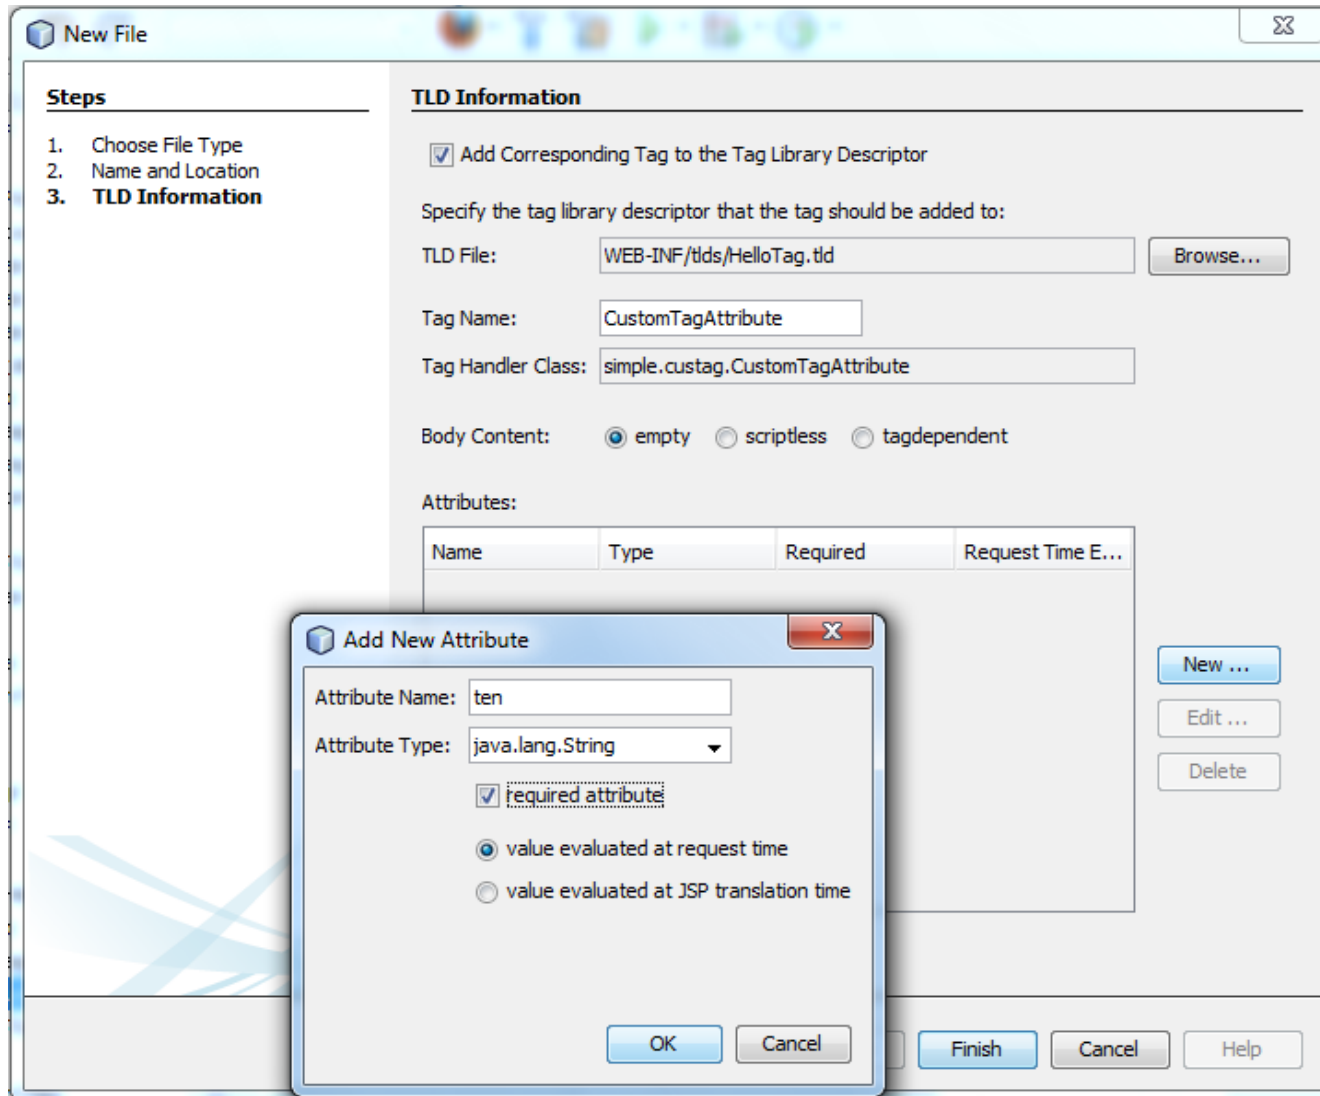 New File
Steps
1. Choose File Type
2. Name and Location
3. TLD Information
TLD Information
Add Corresponding Tag to the Tag Library Descriptor
Specify the tag library descriptor that the tag should be added to:
TLD File: WEB-INF/tlds/HelloTag.tld Browse...
Tag Name: CustomTagAttribute
Tag Handler Class: simple.custag.CustomTagAttribute
Body Content: empty scriptless tagdependent
Attributes:
Name Type Required Request Time E...
New ...
Edit ...
Delete
Add New Attribute
Attribute Name: ten
Attribute Type: java.lang.String
required attribute
value evaluated at request time
value evaluated at JSP translation time
OK Cancel
Finish Cancel Help